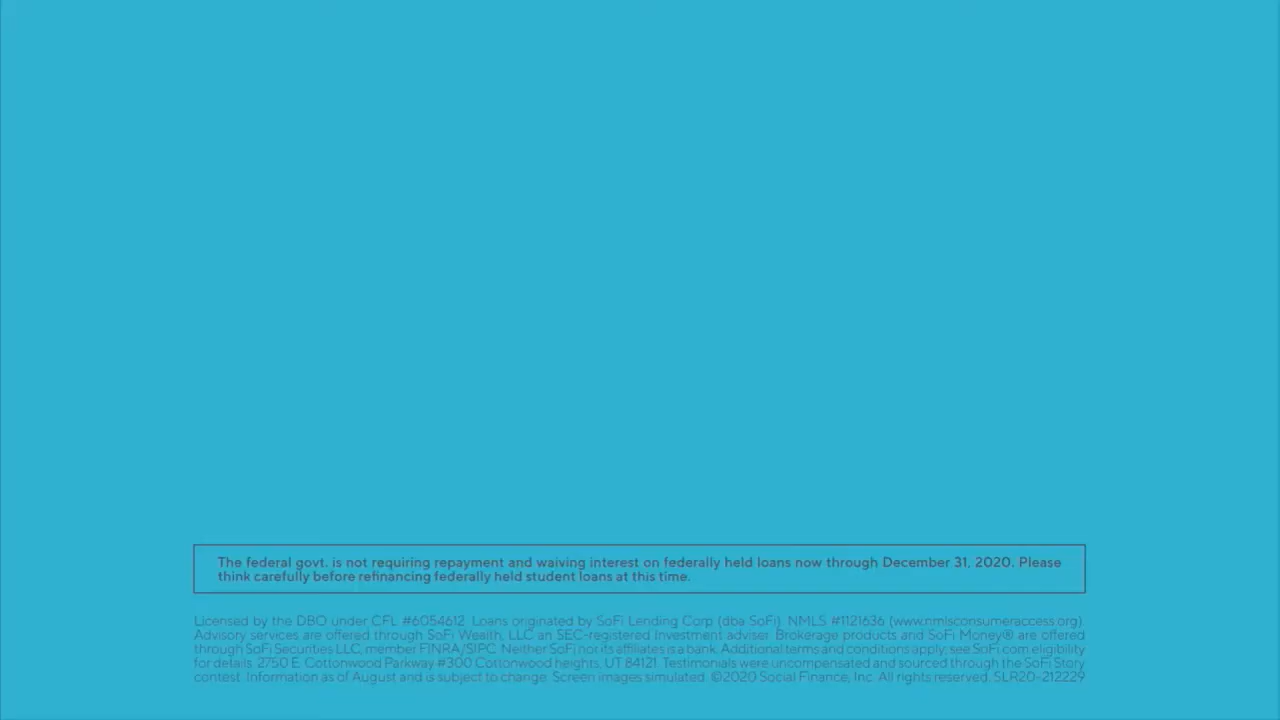 The federal govt. is not requiring repayment and waiving interest on federally held loans now through December 31, 2020. Please
think carefully before refinancing federally held student loans at this time.
Licensed by the DBO under CFL #6054612. Loans originated by SoFi Lending Corp (dba SoFi). NMLS #1121636 (www.nmlsconsumeraccess.org).
Advisory services are offered through SoFi Wealth, LLC an SEC-registered Investment adviser. Brokerage products and SoFi Money® are offered
through SoFi Securities LLC, member FINRA/SIPC. Neither SoFi nor its affiliates is a bank. Additional terms and conditions apply; see SoFi.com eligibility
for details. 2750 E. Cottonwood Parkway #300 Cottonwood heights, UT 84121. Testimonials were uncompensated and sourced through the SoFi Story
contest. Information as of August and is subject to change. Screen images simulated. ©2020 Social Finance, Inc. All rights reserved. SLR20-212229